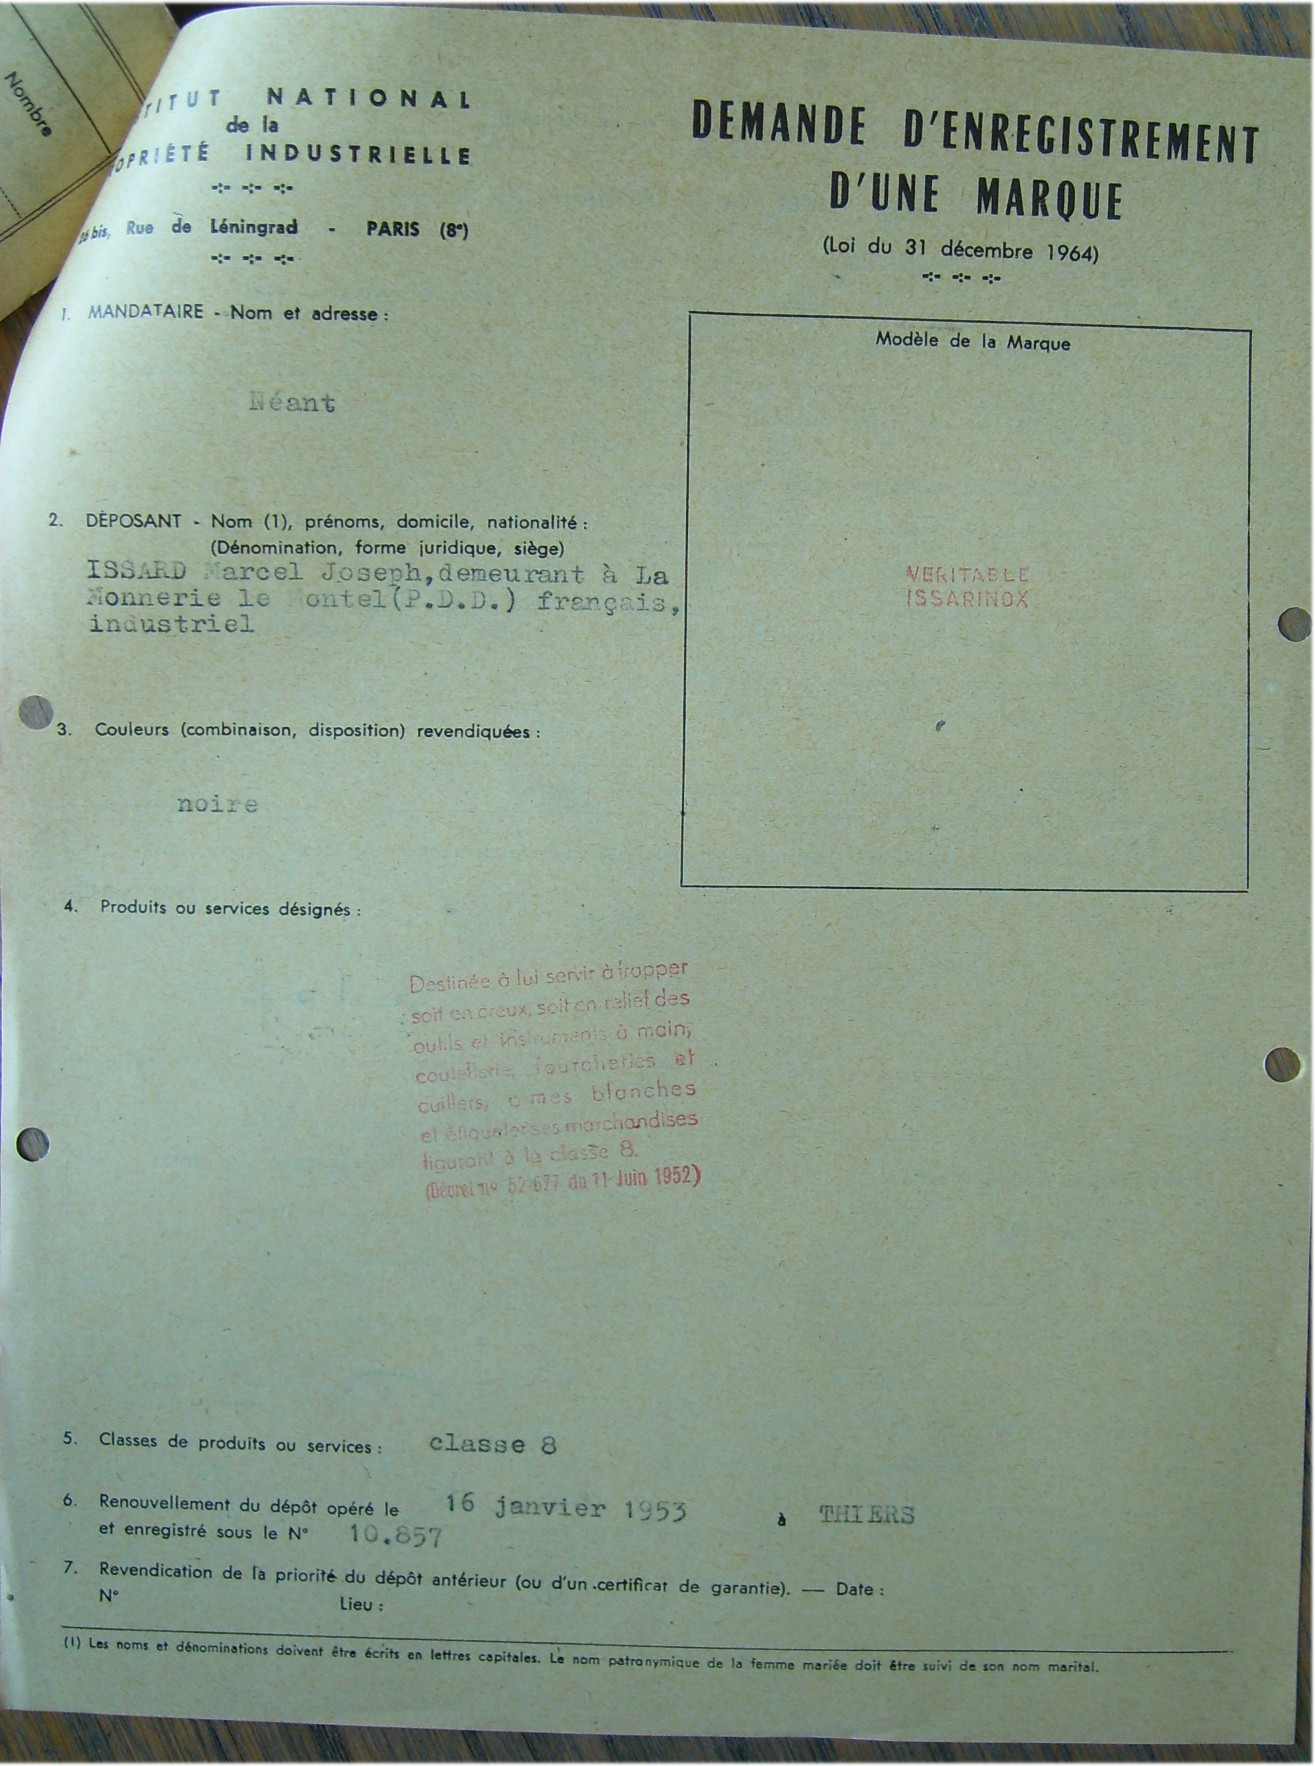 Nombre
TITUT NATIONAL
de la
OPRIÉTÉ INDUSTRIELLE
-:- -:- -:-
26 bis, Rue de Léningrad - PARIS (8e)
-:- -:- -:-
DEMANDE D'ENREGISTREMENT
D'UNE MARQUE
(Loi du 31 décembre 1964)
-:- -:- -:-
1. MANDATAIRE - Nom et adresse :
Néant
Modèle de la Marque
VERITABLE
ISSARINOX
2. DÉPOSANT - Nom (1), prénoms, domicile, nationalité :
(Dénomination, forme juridique, siège)
ISSARD Marcel Joseph,demeurant à La
Monnerie le Montel(P.D.D.) français,
industriel
3. Couleurs (combinaison, disposition) revendiquées :
noire
4. Produits ou services désignés :
Destinée à lui servir à frapper
soit en creux, soit en relief des
outils et instruments à main,
coutellerie, fourchettes et
cuillers, armes blanches
et étiqueter ses marchandises
figurant à la classe 8.
(Décret n° 52-677 du 11 Juin 1952)
5. Classes de produits ou services : classe 8
6. Renouvellement du dépôt opéré le 16 janvier 1953 à THIERS
et enregistré sous le N° 10.857
7. Revendication de la priorité du dépôt antérieur (ou d'un certificat de garantie). — Date :
N° Lieu :
(1) Les noms et dénominations doivent être écrits en lettres capitales. Le nom patronymique de la femme mariée doit être suivi de son nom marital.